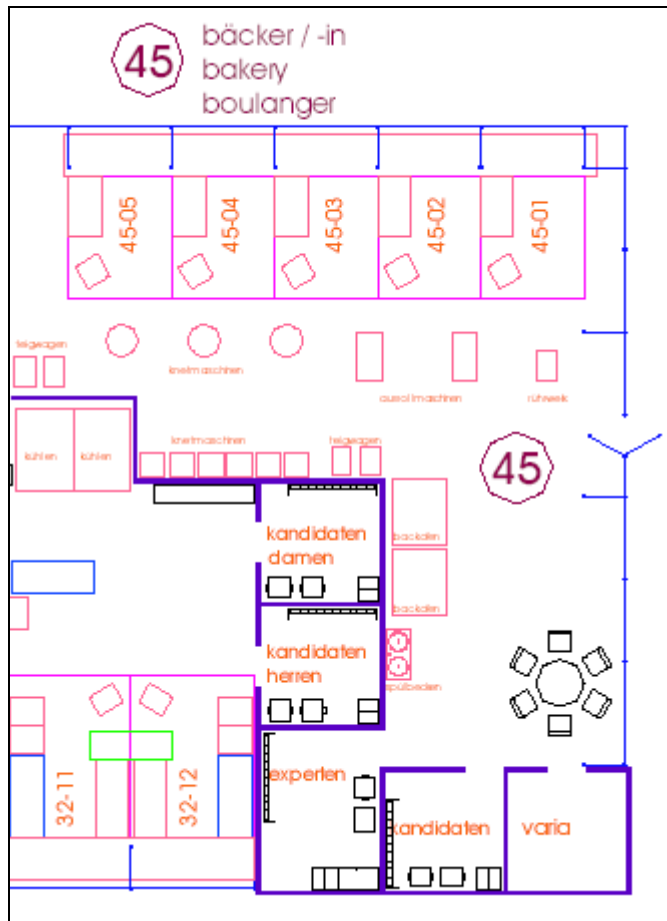 45
bäcker / -in
bakery
boulanger
45-05
45-04
45-03
45-02
45-01
teigwagen
knetmaschinen
ausrollmaschinen
rührwerk
kühlen
kühlen
knetmaschinen
teigwagen
45
kandidaten
damen
backofen
backofen
kandidaten
herren
spülbecken
32-11
32-12
experten
kandidaten
varia